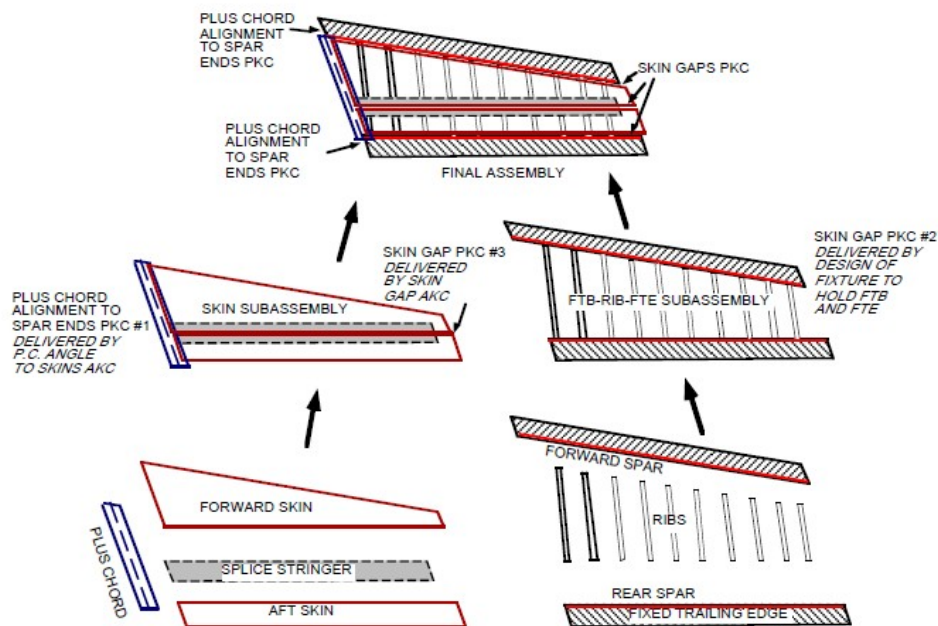 PLUS CHORD
ALIGNMENT
TO SPAR
ENDS PKC
SKIN GAPS PKC
PLUS CHORD
ALIGNMENT
TO SPAR
ENDS PKC
FINAL ASSEMBLY
SKIN GAP PKC #3
DELIVERED
BY SKIN
GAP AKC
SKIN GAP PKC #2
DELIVERED BY
DESIGN OF
FIXTURE TO
HOLD FTB
AND FTE
PLUS CHORD
ALIGNMENT TO
SPAR ENDS PKC #1
DELIVERED BY
P.C. ANGLE
TO SKINS AKC
SKIN SUBASSEMBLY
FTB-RIB-FTE SUBASSEMBLY
FORWARD SKIN
PLUS CHORD
SPLICE STRINGER
AFT SKIN
FORWARD SPAR
RIBS
REAR SPAR
FIXED TRAILING EDGE